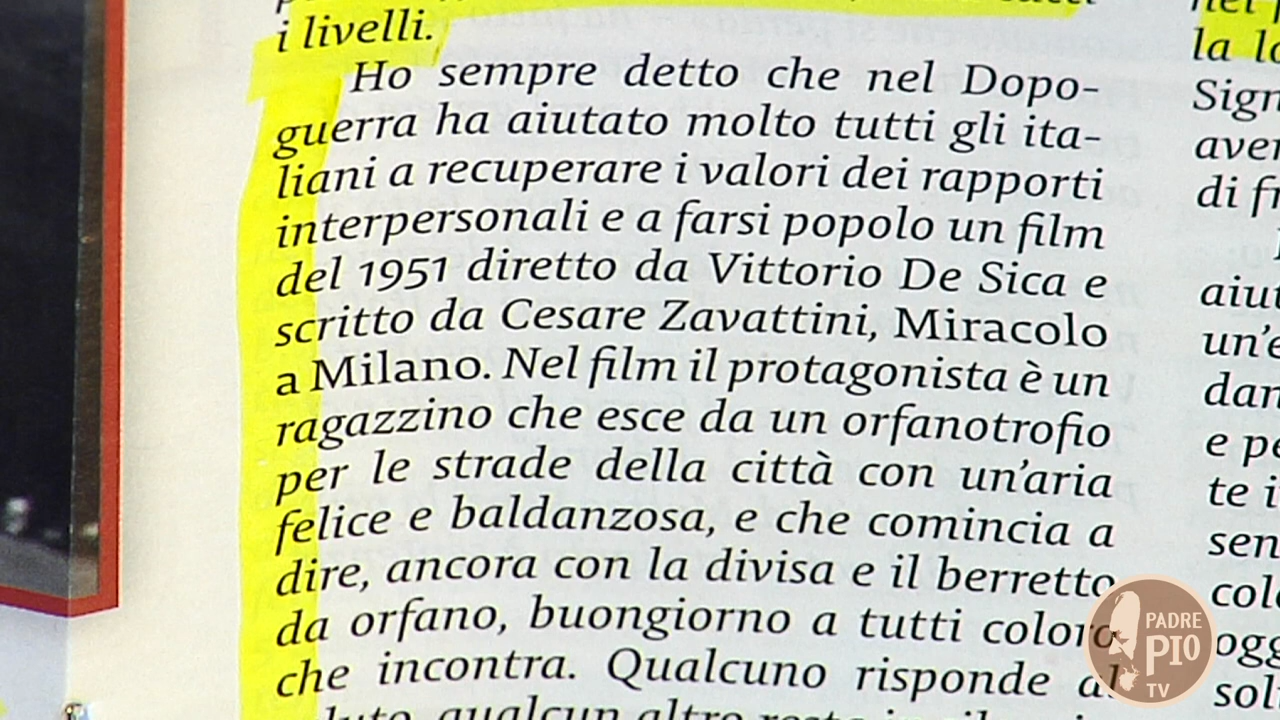 i livelli.
Ho sempre detto che nel Dopo-
guerra ha aiutato molto tutti gli ita-
liani a recuperare i valori dei rapporti
interpersonali e a farsi popolo un film
del 1951 diretto da Vittorio De Sica e
scritto da Cesare Zavattini, Miracolo
a Milano. Nel film il protagonista è un
ragazzino che esce da un orfanotrofio
per le strade della città con un'aria
felice e baldanzosa, e che comincia a
dire, ancora con la divisa e il berretto
da orfano, buongiorno a tutti coloro
che incontra. Qualcuno risponde al
qualcun altro
la
Sign
aver
di
aiut
un'e
dan
e pe
te
sen
colo
ogg
soli
PADRE
PIO
TV